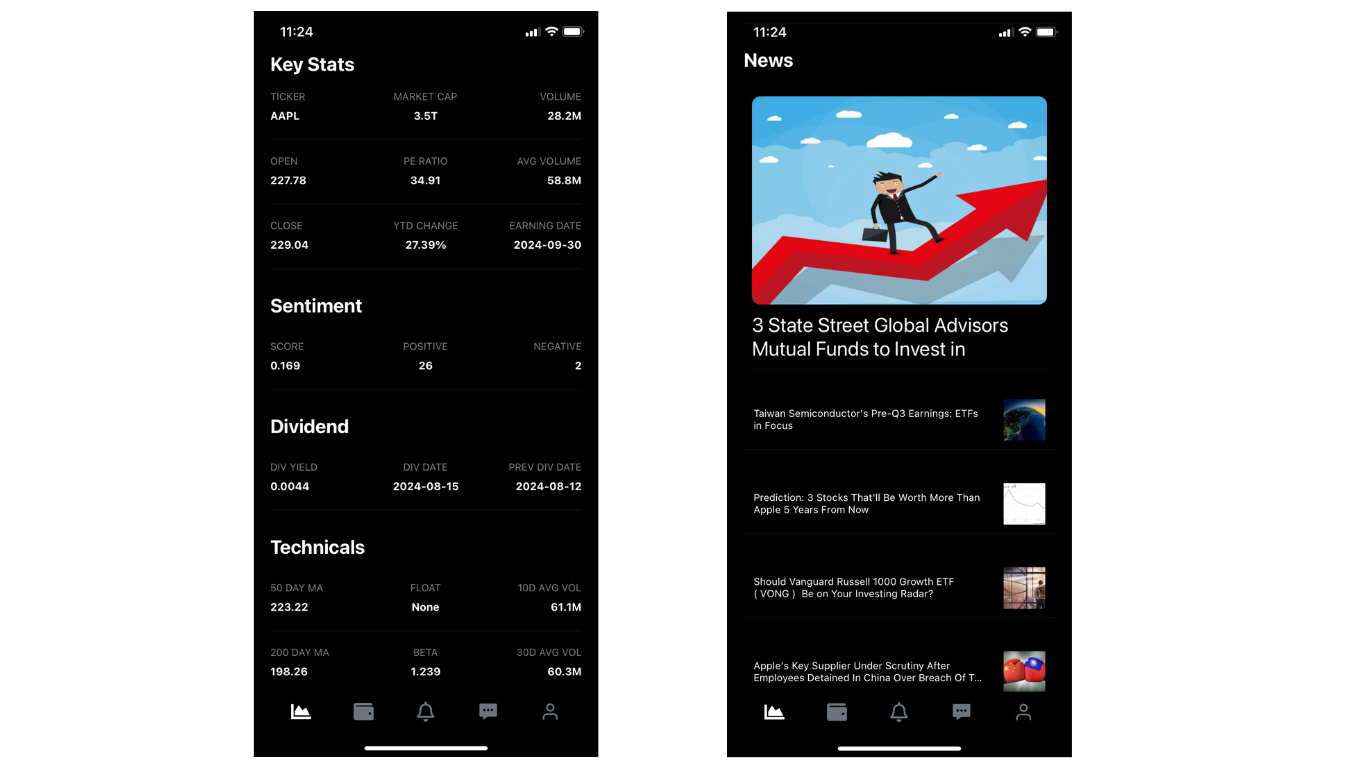 11:24
Key Stats
TICKER MARKET CAP VOLUME
AAPL 3.5T 28.2M
OPEN PE RATIO AVG VOLUME
227.78 34.91 58.8M
CLOSE YTD CHANGE EARNING DATE
229.04 27.39% 2024-09-30
Sentiment
SCORE POSITIVE NEGATIVE
0.169 26 2
Dividend
DIV YIELD DIV DATE PREV DIV DATE
0.0044 2024-08-15 2024-08-12
Technicals
50 DAY MA FLOAT 10D AVG VOL
223.22 None 61.1M
200 DAY MA BETA 30D AVG VOL
198.26 1.239 60.3M
11:24
News
3 State Street Global Advisors
Mutual Funds to Invest in
Taiwan Semiconductor's Pre-Q3 Earnings: ETFs
in Focus
Prediction: 3 Stocks That'll Be Worth More Than
Apple 5 Years From Now
Should Vanguard Russell 1000 Growth ETF
( VONG ) Be on Your Investing Radar?
Apple's Key Supplier Under Scrutiny After
Employees Detained In China Over Breach Of T...